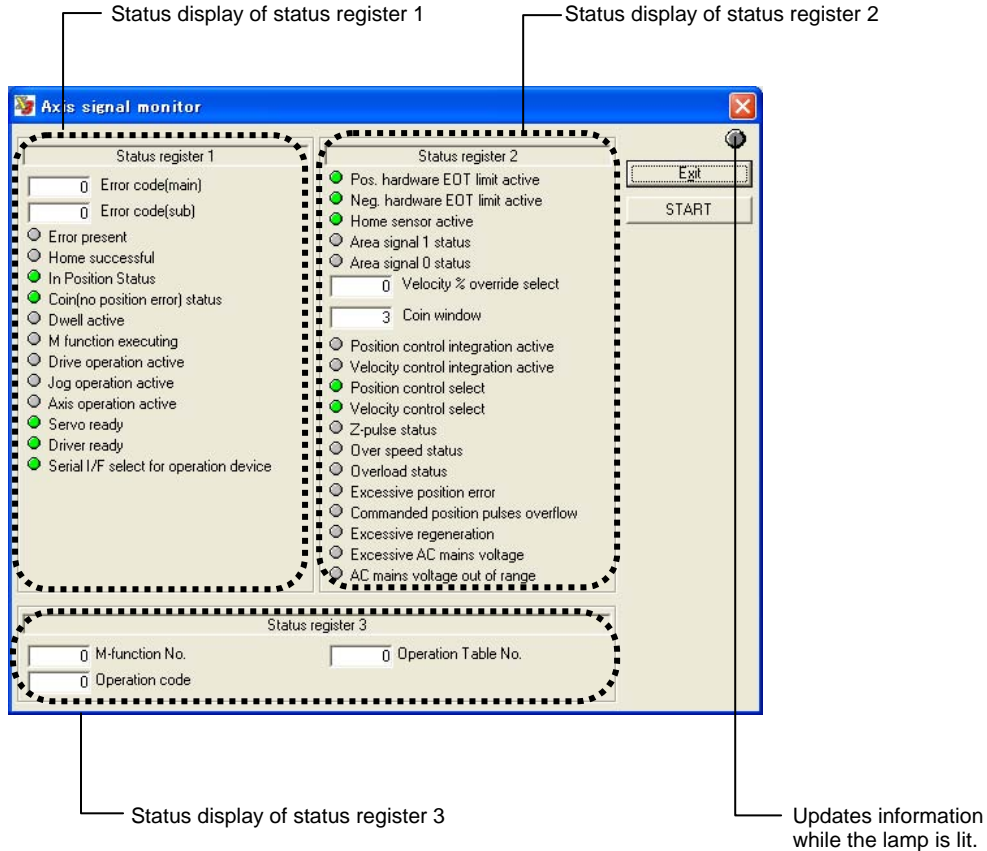 Status display of status register 1
Status display of status register 2
Axis signal monitor
Status register 1
0 Error code(main)
0 Error code(sub)
Error present
Home successful
In Position Status
Coin(no position error) status
Dwell active
M function executing
Drive operation active
Jog operation active
Axis operation active
Servo ready
Driver ready
Serial I/F select for operation device
Status register 2
Pos. hardware EOT limit active
Neg. hardware EOT limit active
Home sensor active
Area signal 1 status
Area signal 0 status
0 Velocity % override select
3 Coin window
Position control integration active
Velocity control integration active
Position control select
Velocity control select
Z-pulse status
Over speed status
Overload status
Excessive position error
Commanded position pulses overflow
Excessive regeneration
Excessive AC mains voltage
AC mains voltage out of range
Exit
START
Status register 3
0 M-function No.
0 Operation Table No.
0 Operation code
Status display of status register 3
Updates information
while the lamp is lit.